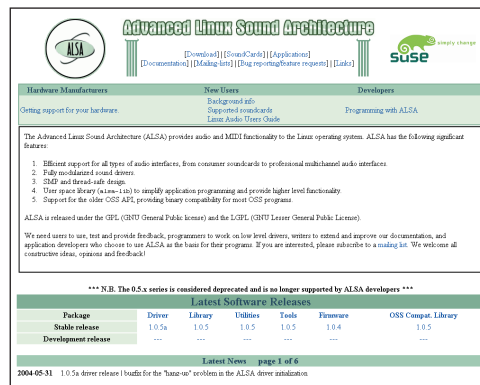 ALSA
Advanced Linux Sound Architecture
simply change
SUSE
[Download] | [SoundCards] | [Applications]
[Documentation] | [Mailing-lists] | [Bug reporting/feature requests] | [Links]
Hardware Manufacturers New Users Developers
Background info
Getting support for your hardware. Supported soundcards Programming with ALSA
Linux Audio Users Guide
The Advanced Linux Sound Architecture (ALSA) provides audio and MIDI functionality to the Linux operating system. ALSA has the following significant
features:
1. Efficient support for all types of audio interfaces, from consumer soundcards to professional multichannel audio interfaces.
2. Fully modularized sound drivers.
3. SMP and thread-safe design.
4. User space library (alsa-lib) to simplify application programming and provide higher level functionality.
5. Support for the older OSS API, providing binary compatibility for most OSS programs.
ALSA is released under the GPL (GNU General Public license) and the LGPL (GNU Lesser General Public License).
We need users to use, test and provide feedback, programmers to work on low level drivers, writers to extend and improve our documentation, and
application developers who choose to use ALSA as the basis for their programs. If you are interested, please subscribe to a mailing list. We welcome all
constructive ideas, opinions and feedback!
*** N.B. The 0.5.x series is considered deprecated and is no longer supported by ALSA developers ***
Latest Software Releases
Package Driver Library Utilities Tools Firmware OSS Compat. Library
Stable release 1.0.5a 1.0.5 1.0.5 1.0.5 1.0.4 1.0.5
Development release --- --- --- --- --- ---
Latest News page 1 of 6
2004-05-31 1.0.5a driver release | bugfix for the "hang-up" problem in the ALSA driver initialization